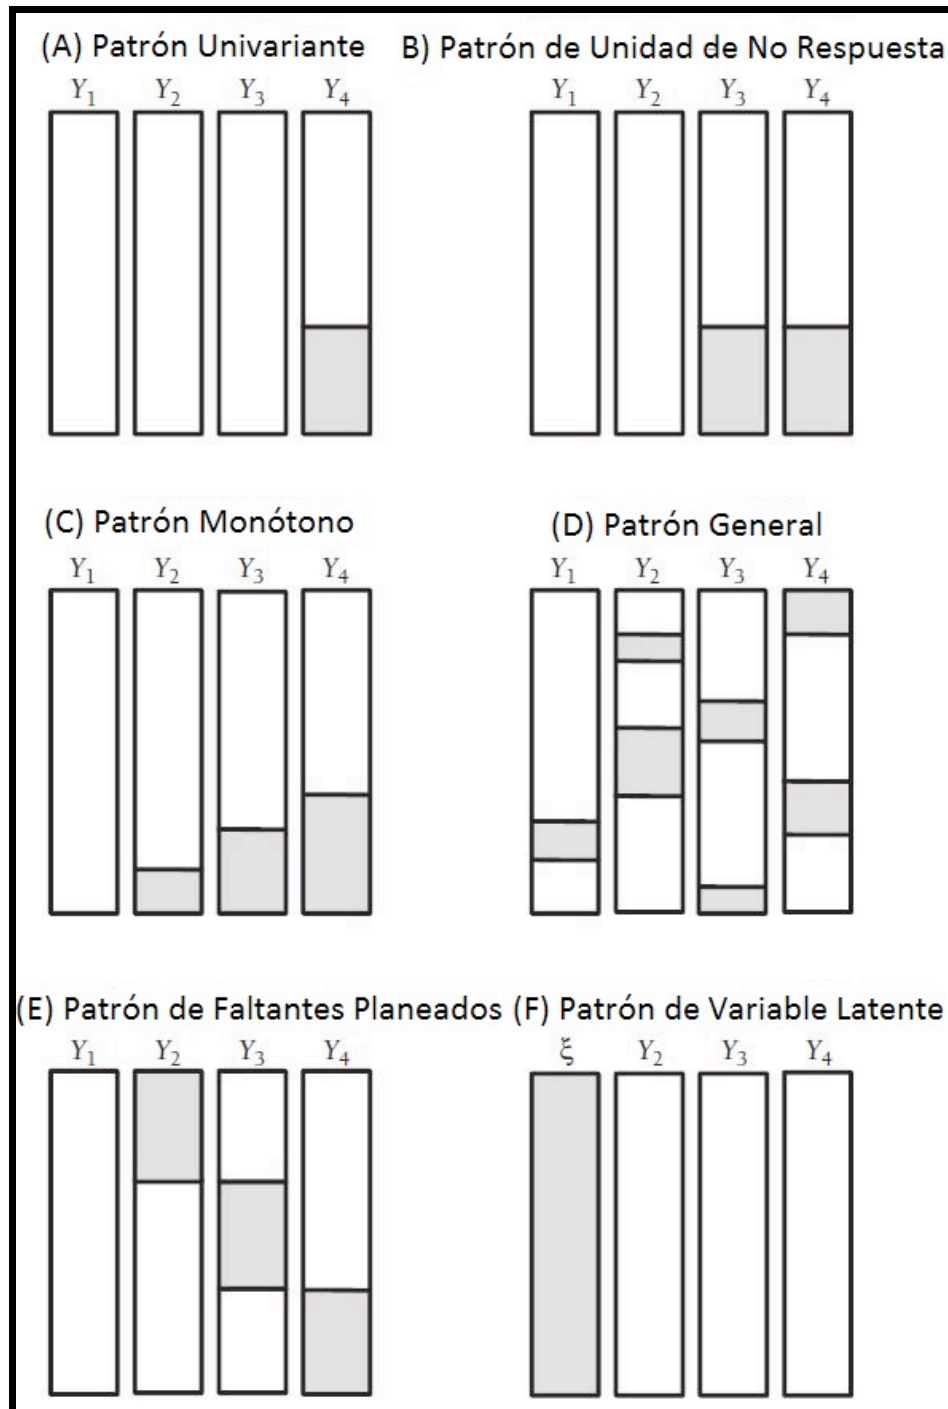 (A) Patrón Univariante
Y1 Y2 Y3 Y4
B) Patrón de Unidad de No Respuesta
Y1 Y2 Y3 Y4
(C) Patrón Monótono
Y1 Y2 Y3 Y4
(D) Patrón General
Y1 Y2 Y3 Y4
(E) Patrón de Faltantes Planeados
Y1 Y2 Y3 Y4
(F) Patrón de Variable Latente
ξ Y2 Y3 Y4